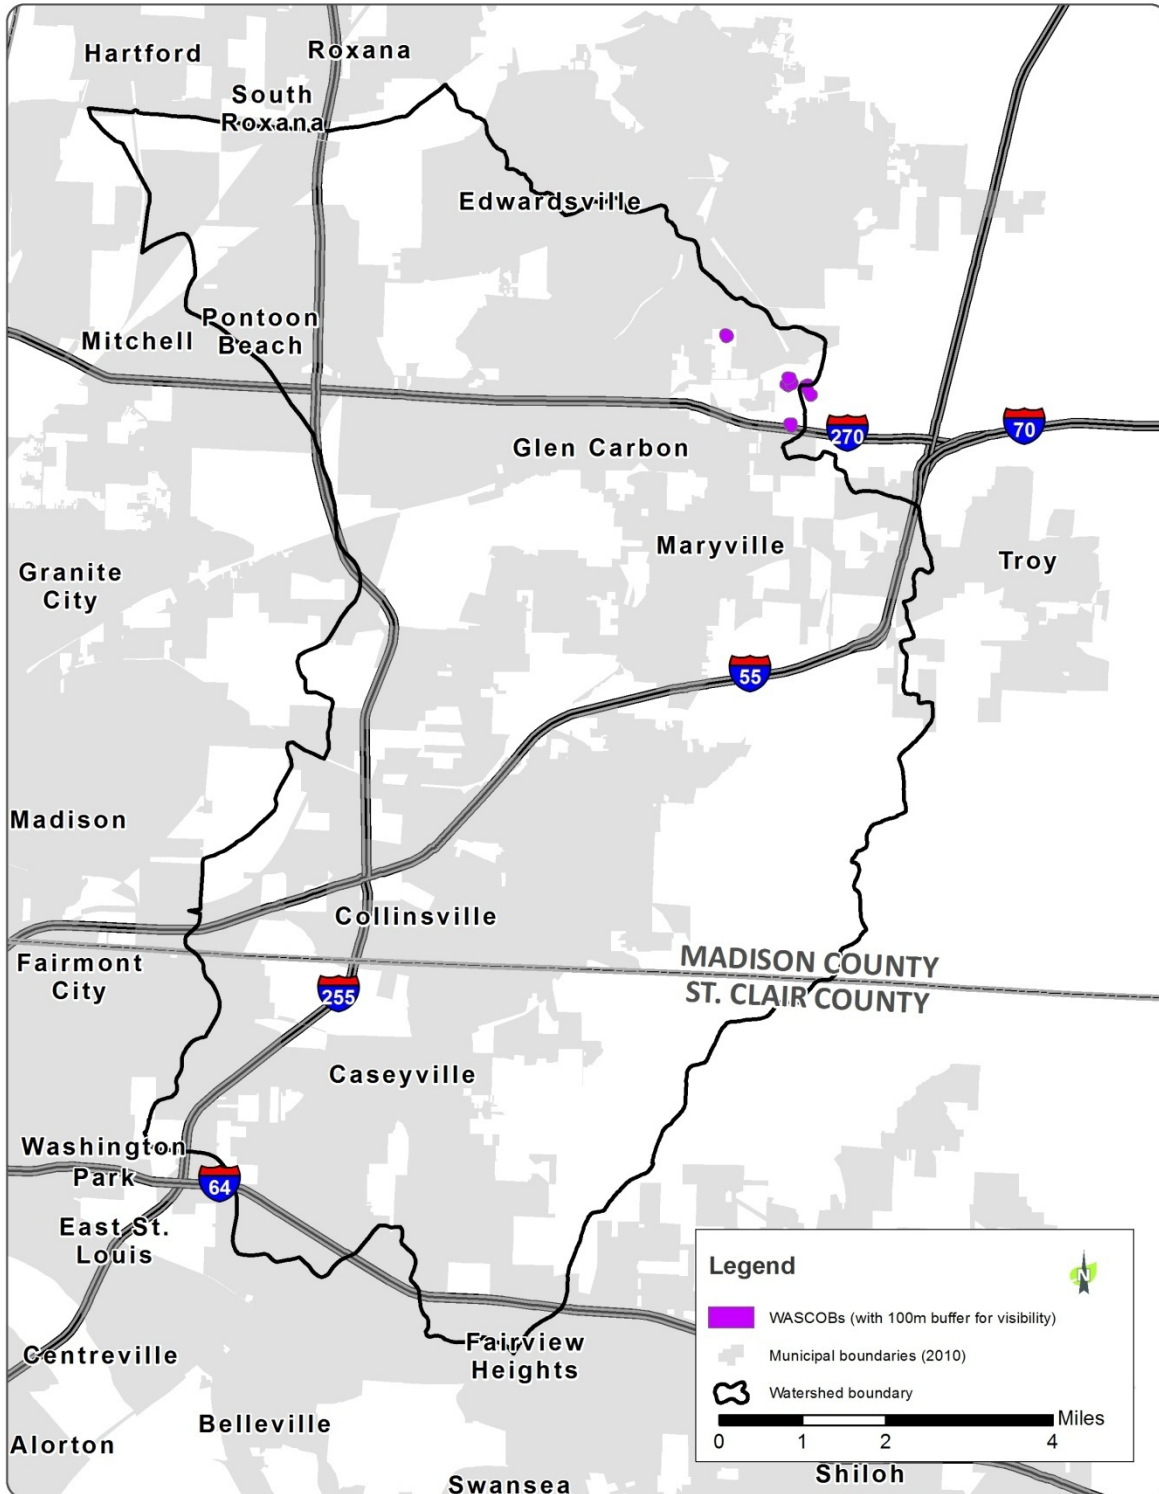 Hartford
Roxana
South
Roxana
Edwardsville
Pontoon
Beach
Mitchell
270
70
Glen Carbon
Maryville
Troy
Granite
City
55
Madison
Collinsville
Fairmont
City
MADISON COUNTY
ST. CLAIR COUNTY
255
Caseyville
Washington
Park
64
East St.
Louis
Legend
N
WASCOBs (with 100m buffer for visibility)
Municipal boundaries (2010)
Watershed boundary
Miles
0 1 2 4
Fairview
Heights
Centreville
Belleville
Alorton
Swansea
Shiloh